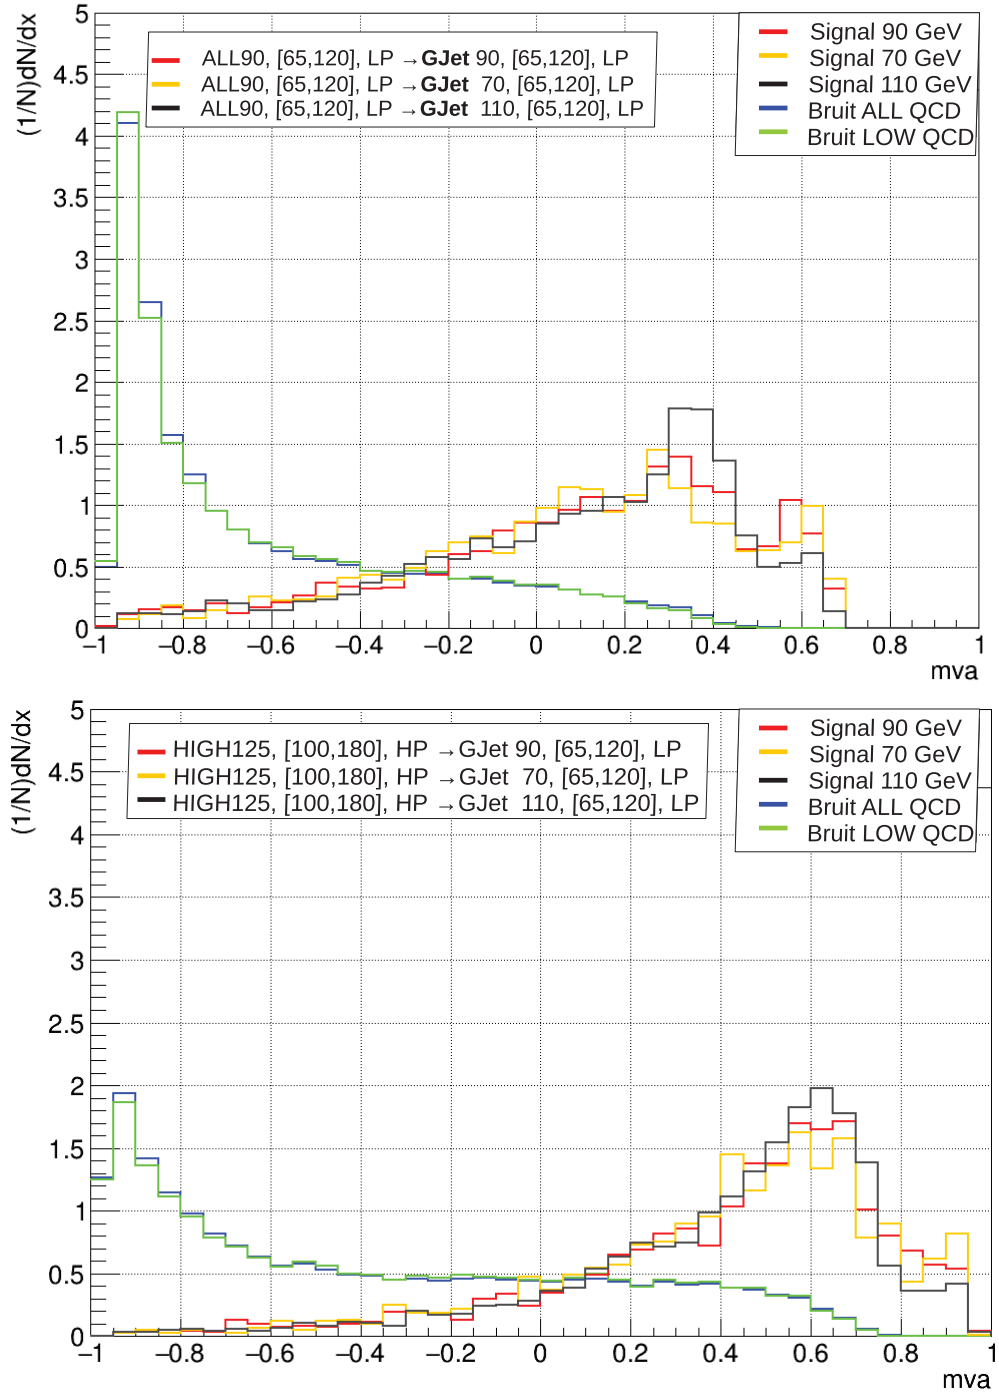 (1/N)dN/dx
5
4.5
4
3.5
3
2.5
2
1.5
1
0.5
0
ALL90, [65,120], LP →GJet 90, [65,120], LP
ALL90, [65,120], LP →GJet 70, [65,120], LP
ALL90, [65,120], LP →GJet 110, [65,120], LP
Signal 90 GeV
Signal 70 GeV
Signal 110 GeV
Bruit ALL QCD
Bruit LOW QCD
−1 −0.8 −0.6 −0.4 −0.2 0 0.2 0.4 0.6 0.8 1
mva
(1/N)dN/dx
5
4.5
4
3.5
3
2.5
2
1.5
1
0.5
0
HIGH125, [100,180], HP →GJet 90, [65,120], LP
HIGH125, [100,180], HP →GJet 70, [65,120], LP
HIGH125, [100,180], HP →GJet 110, [65,120], LP
Signal 90 GeV
Signal 70 GeV
Signal 110 GeV
Bruit ALL QCD
Bruit LOW QCD
−1 −0.8 −0.6 −0.4 −0.2 0 0.2 0.4 0.6 0.8 1
mva